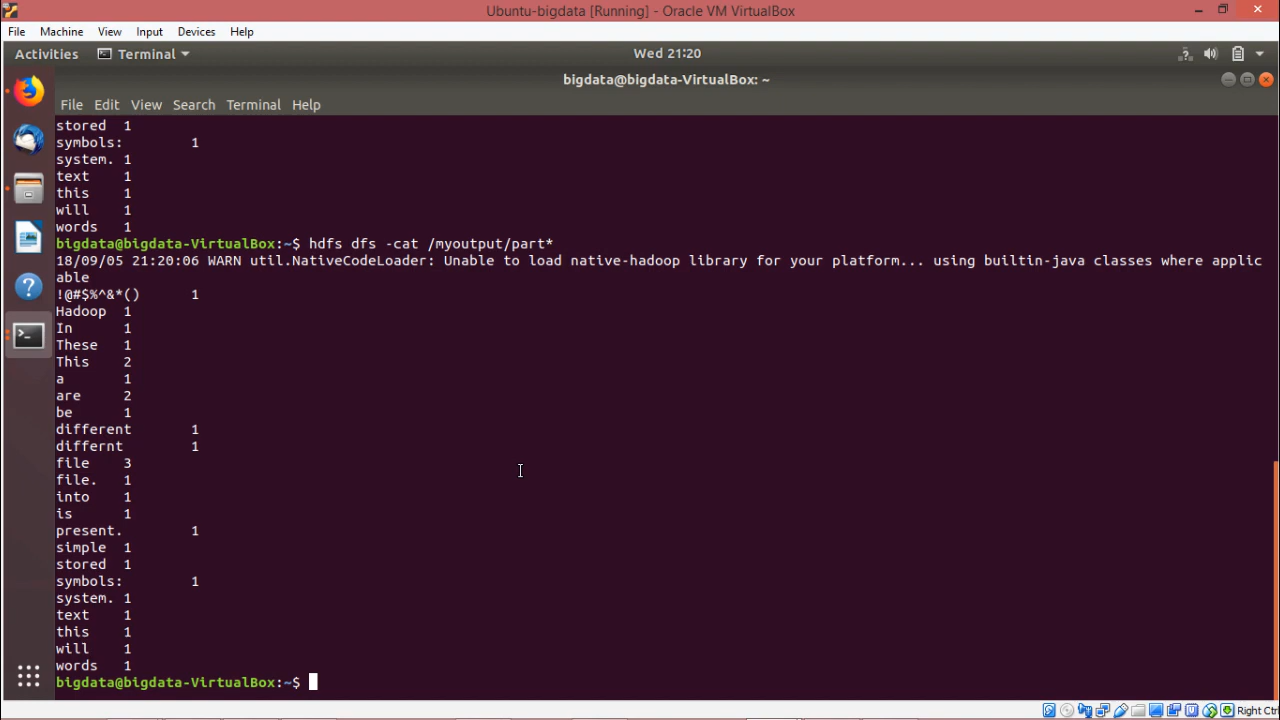 Ubuntu-bigdata [Running] - Oracle VM VirtualBox
File Machine View Input Devices Help
Activities Terminal Wed 21:20
bigdata@bigdata-VirtualBox: ~
File Edit View Search Terminal Help
stored 1
symbols: 1
system. 1
text 1
this 1
will 1
words 1
bigdata@bigdata-VirtualBox:~$ hdfs dfs -cat /myoutput/part*
18/09/05 21:20:06 WARN util.NativeCodeLoader: Unable to load native-hadoop library for your platform... using builtin-java classes where applic
able
!@#$%^&*() 1
Hadoop 1
In 1
These 1
This 2
a 1
are 2
be 1
different 1
differnt 1
file 3
file. 1
into 1
is 1
present. 1
simple 1
stored 1
symbols: 1
system. 1
text 1
this 1
will 1
words 1
bigdata@bigdata-VirtualBox:~$
Right Ctrl